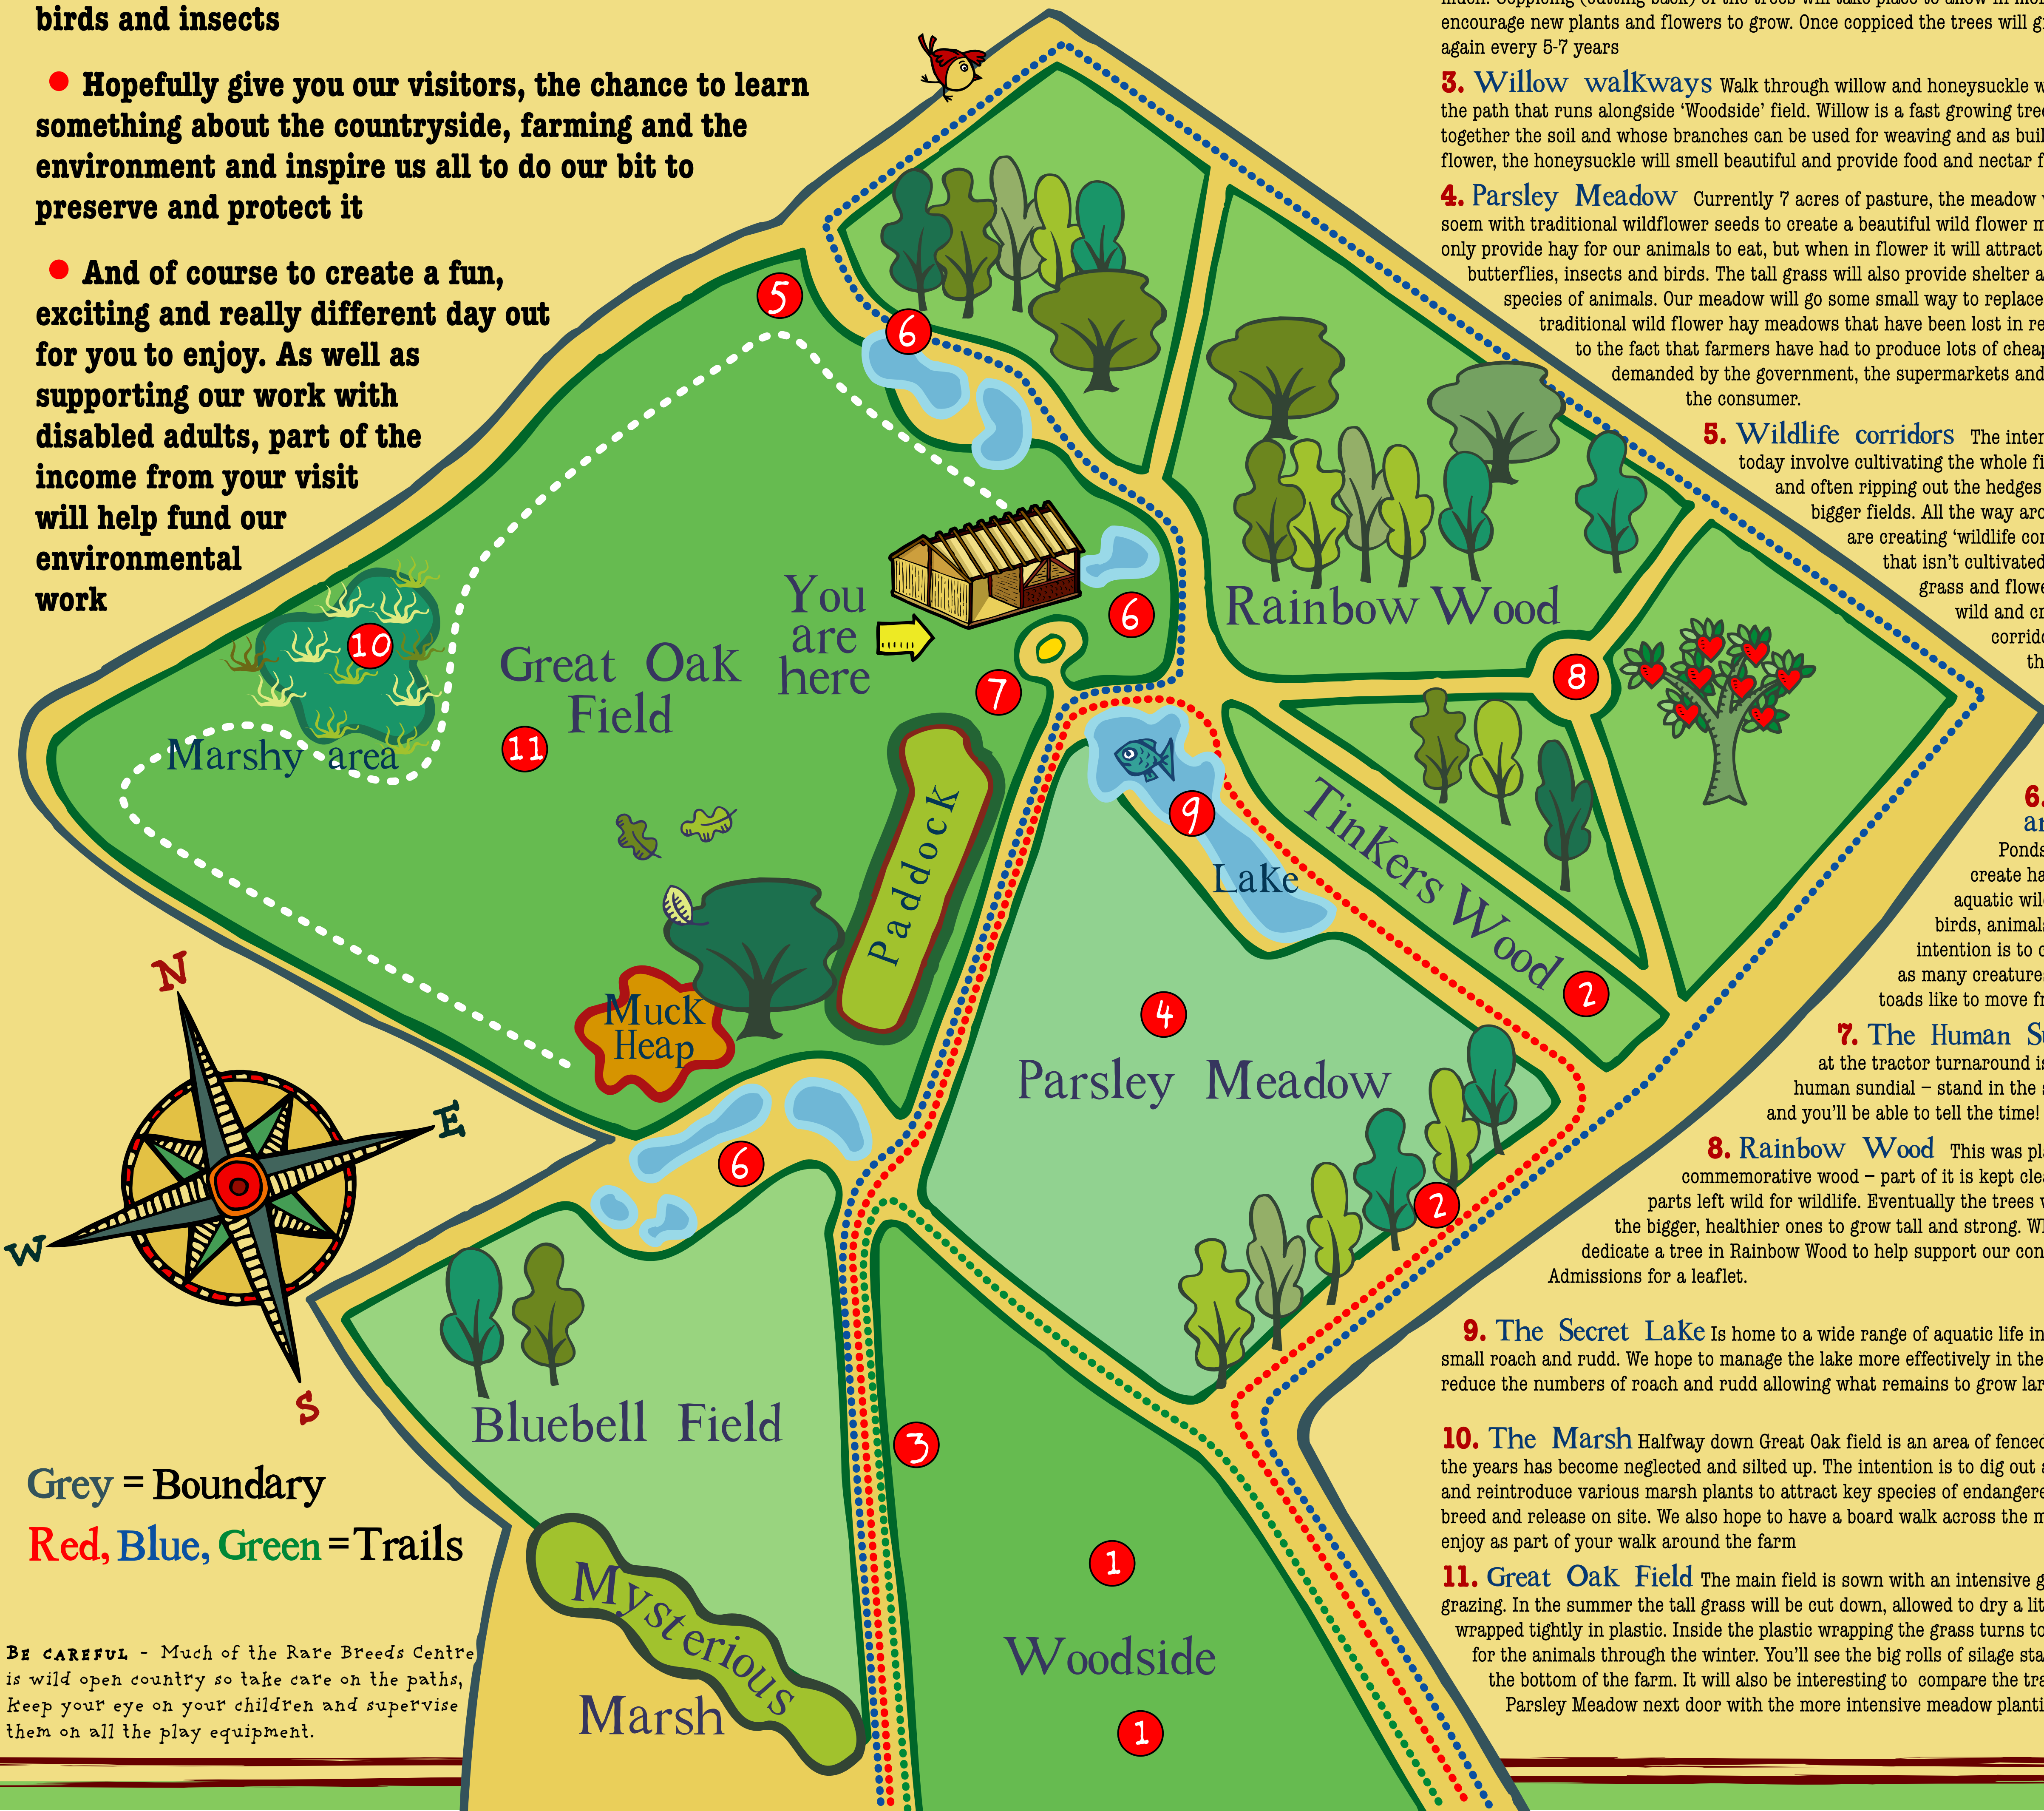 birds and insects
● Hopefully give you our visitors, the chance to learn
something about the countryside, farming and the
environment and inspire us all to do our bit to
preserve and protect it
● And of course to create a fun,
exciting and really different day out
for you to enjoy. As well as
supporting our work with
disabled adults, part of the
income from your visit
will help fund our
environmental
work
5
6
You
are
here
6
Rainbow Wood
10
Great Oak
Field
7
8
Marshy area
11
Paddock
9
Lake
Tinkers Wood
2
Muck
Heap
4
Parsley Meadow
6
2
N
E
W
S
Bluebell Field
3
Grey = Boundary
Red, Blue, Green = Trails
1
Mysterious
Marsh
Woodside
1
BE CAREFUL - Much of the Rare Breeds Centre
is wild open country so take care on the paths,
keep your eye on your children and supervise
them on all the play equipment.
encourage new plants and flowers to grow. Once coppiced the trees will
again every 5-7 years
3. Willow walkways Walk through willow and honeysuckle
the path that runs alongside ‘Woodside’ field. Willow is a fast growing
together the soil and whose branches can be used for weaving and as
flower, the honeysuckle will smell beautiful and provide food and nectar
4. Parsley Meadow Currently 7 acres of pasture, the meadow
soem with traditional wildflower seeds to create a beautiful wild flower
only provide hay for our animals to eat, but when in flower it will attract
butterflies, insects and birds. The tall grass will also provide shelter
species of animals. Our meadow will go some small way to replace
traditional wild flower hay meadows that have been lost in
to the fact that farmers have had to produce lots of
demanded by the government, the supermarkets and
the consumer.
5. Wildlife corridors The
today involve cultivating the whole
and often ripping out the hedges
bigger fields. All the way
are creating ‘wildlife
that isn’t cultivated
grass and
wild and
6.
Ponds
create
aquatic
birds,
intention is to
as many creatures
toads like to move
7. The Human
at the tractor turnaround
human sundial – stand in the
and you’ll be able to tell the time!
8. Rainbow Wood This was
commemorative wood – part of it is kept
parts left wild for wildlife. Eventually the trees
the bigger, healthier ones to grow tall and strong.
dedicate a tree in Rainbow Wood to help support our
Admissions for a leaflet.
9. The Secret Lake Is home to a wide range of aquatic life
small roach and rudd. We hope to manage the lake more effectively in the
reduce the numbers of roach and rudd allowing what remains to grow
10. The Marsh Halfway down Great Oak field is an area of fenced
the years has become neglected and silted up. The intention is to dig out
and reintroduce various marsh plants to attract key species of
breed and release on site. We also hope to have a board walk across the
enjoy as part of your walk around the farm
11. Great Oak Field The main field is sown with an intensive
grazing. In the summer the tall grass will be cut down, allowed to dry a
wrapped tightly in plastic. Inside the plastic wrapping the grass turns to
for the animals through the winter. You’ll see the big rolls of silage
the bottom of the farm. It will also be interesting to compare the
Parsley Meadow next door with the more intensive meadow